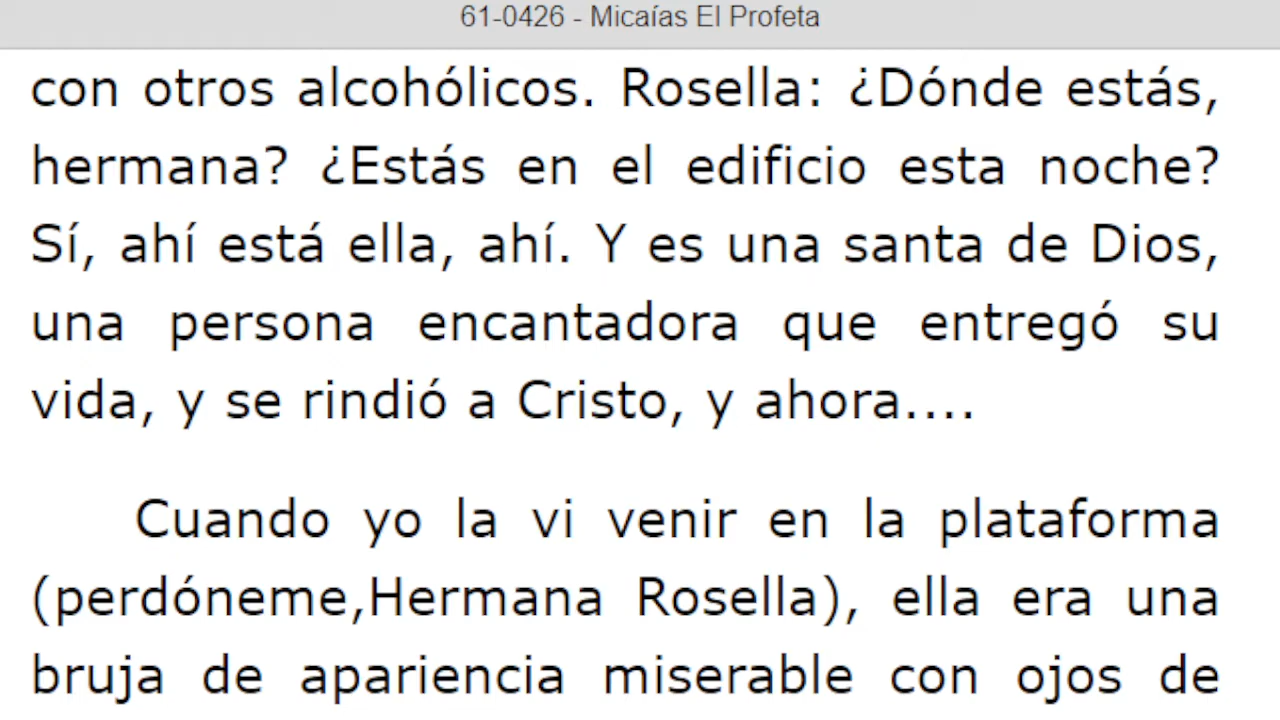 61-0426 - Micaías El Profeta
con otros alcohólicos. Rosella: ¿Dónde estás,
hermana? ¿Estás en el edificio esta noche?
Sí, ahí está ella, ahí. Y es una santa de Dios,
una persona encantadora que entregó su
vida, y se rindió a Cristo, y ahora....
Cuando yo la vi venir en la plataforma
(perdóneme,Hermana Rosella), ella era una
bruja de apariencia miserable con ojos de